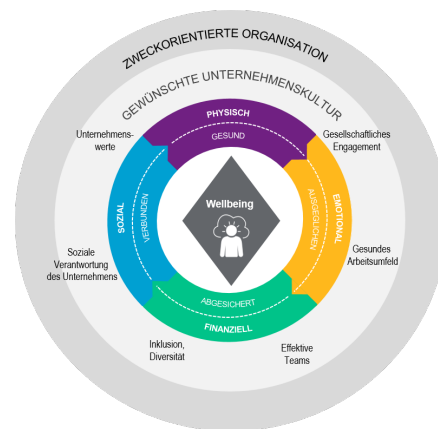 ZWECKORIENTIERTE ORGANISATION
GEWÜNSCHTE UNTERNEHMENSKULTUR
Unternehmens-
werte
PHYSISCH
GESUND
Gesellschaftliches
Engagement
SOZIAL
VERBUNDEN
Wellbeing
AUSGEGLICHEN
EMOTIONAL
Soziale
Verantwortung
des Unternehmens
Gesundes
Arbeitsumfeld
ABGESICHERT
FINANZIELL
Inklusion,
Diversität
Effektive
Teams